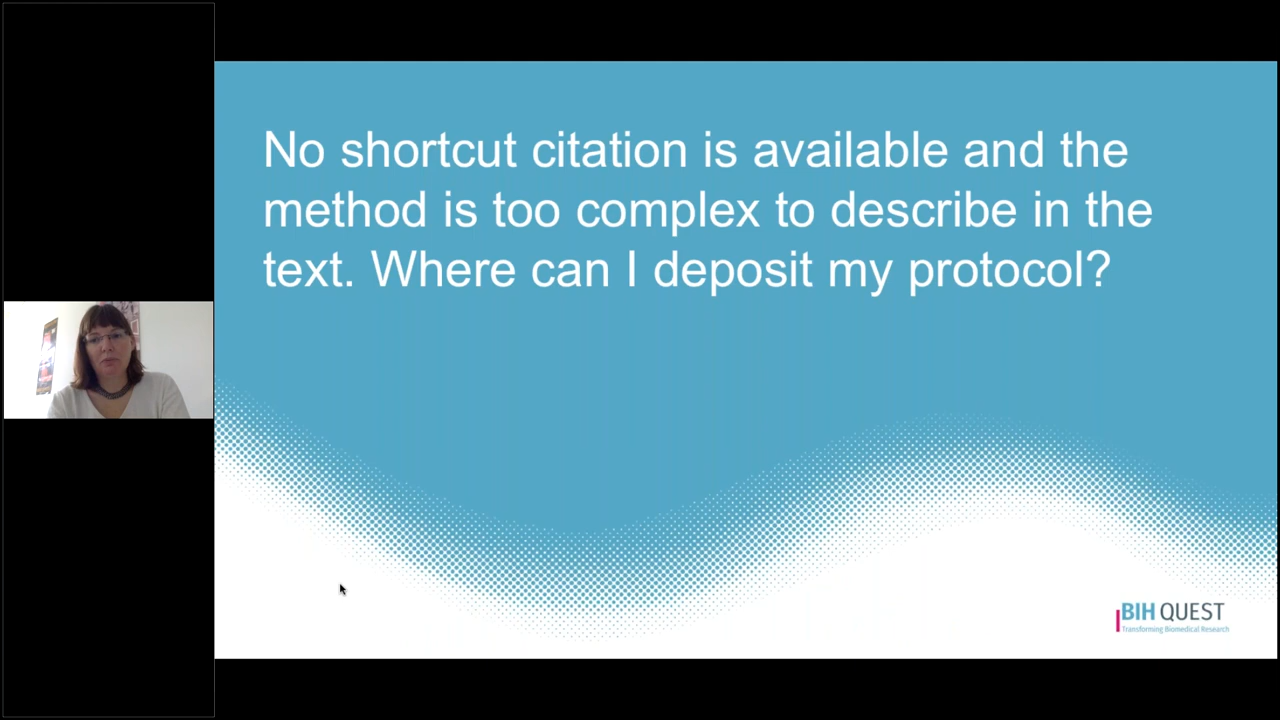 No shortcut citation is available and the
method is too complex to describe in the
text. Where can I deposit my protocol?
BIH QUEST
Transforming Biomedical Research